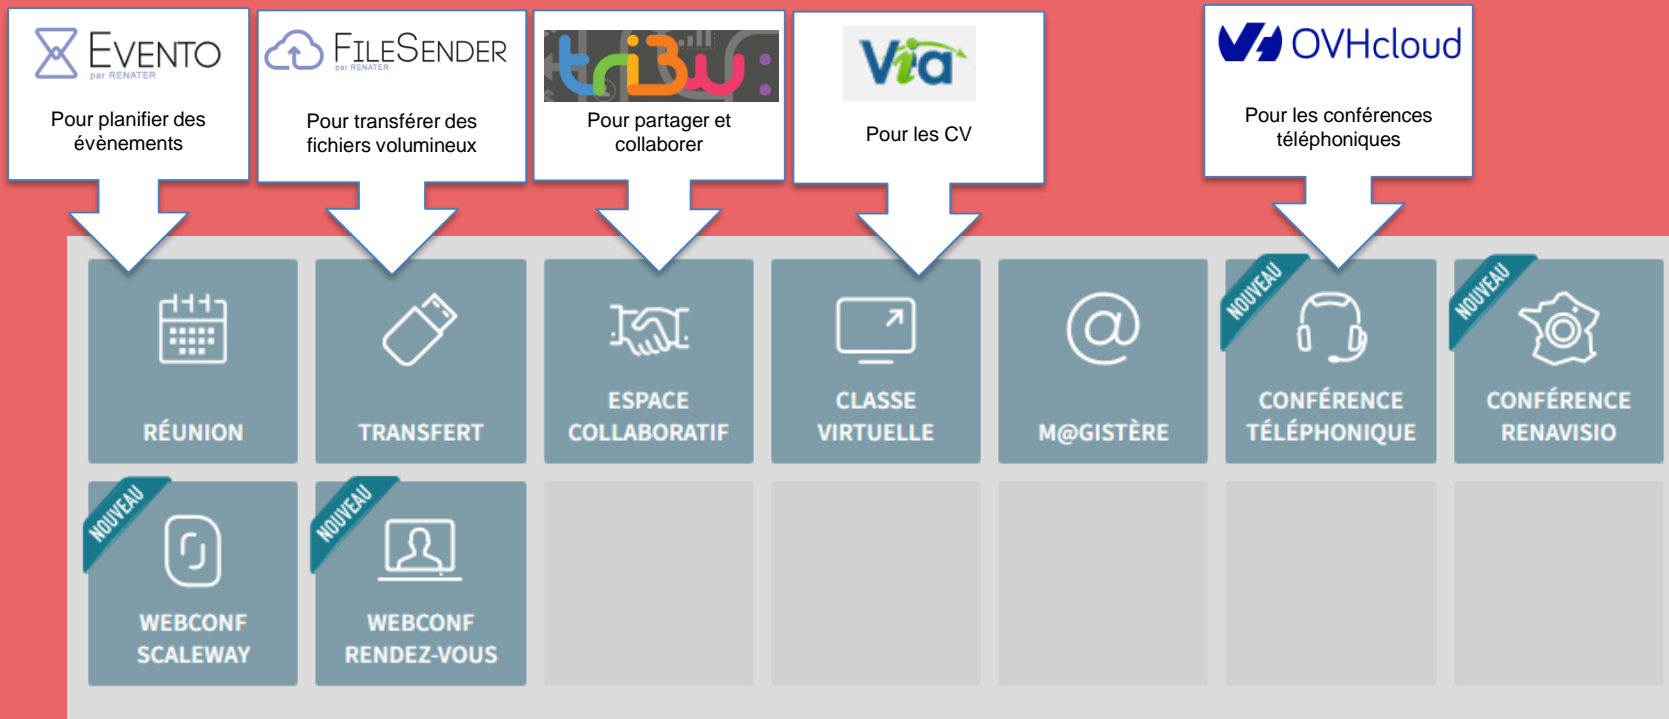 EVENTO
par RENATER
Pour planifier des
évènements
FILESENDER
par RENATER
Pour transférer des
fichiers volumineux
tri3u:
Pour partager et
collaborer
Via
Pour les CV
OVHcloud
Pour les conférences
téléphoniques
RÉUNION
TRANSFERT
ESPACE
COLLABORATIF
CLASSE
VIRTUELLE
@
M@GISTÈRE
NOUVEAU
CONFÉRENCE
TÉLÉPHONIQUE
NOUVEAU
CONFÉRENCE
RENAVISIO
NOUVEAU
WEBCONF
SCALEWAY
NOUVEAU
WEBCONF
RENDEZ-VOUS